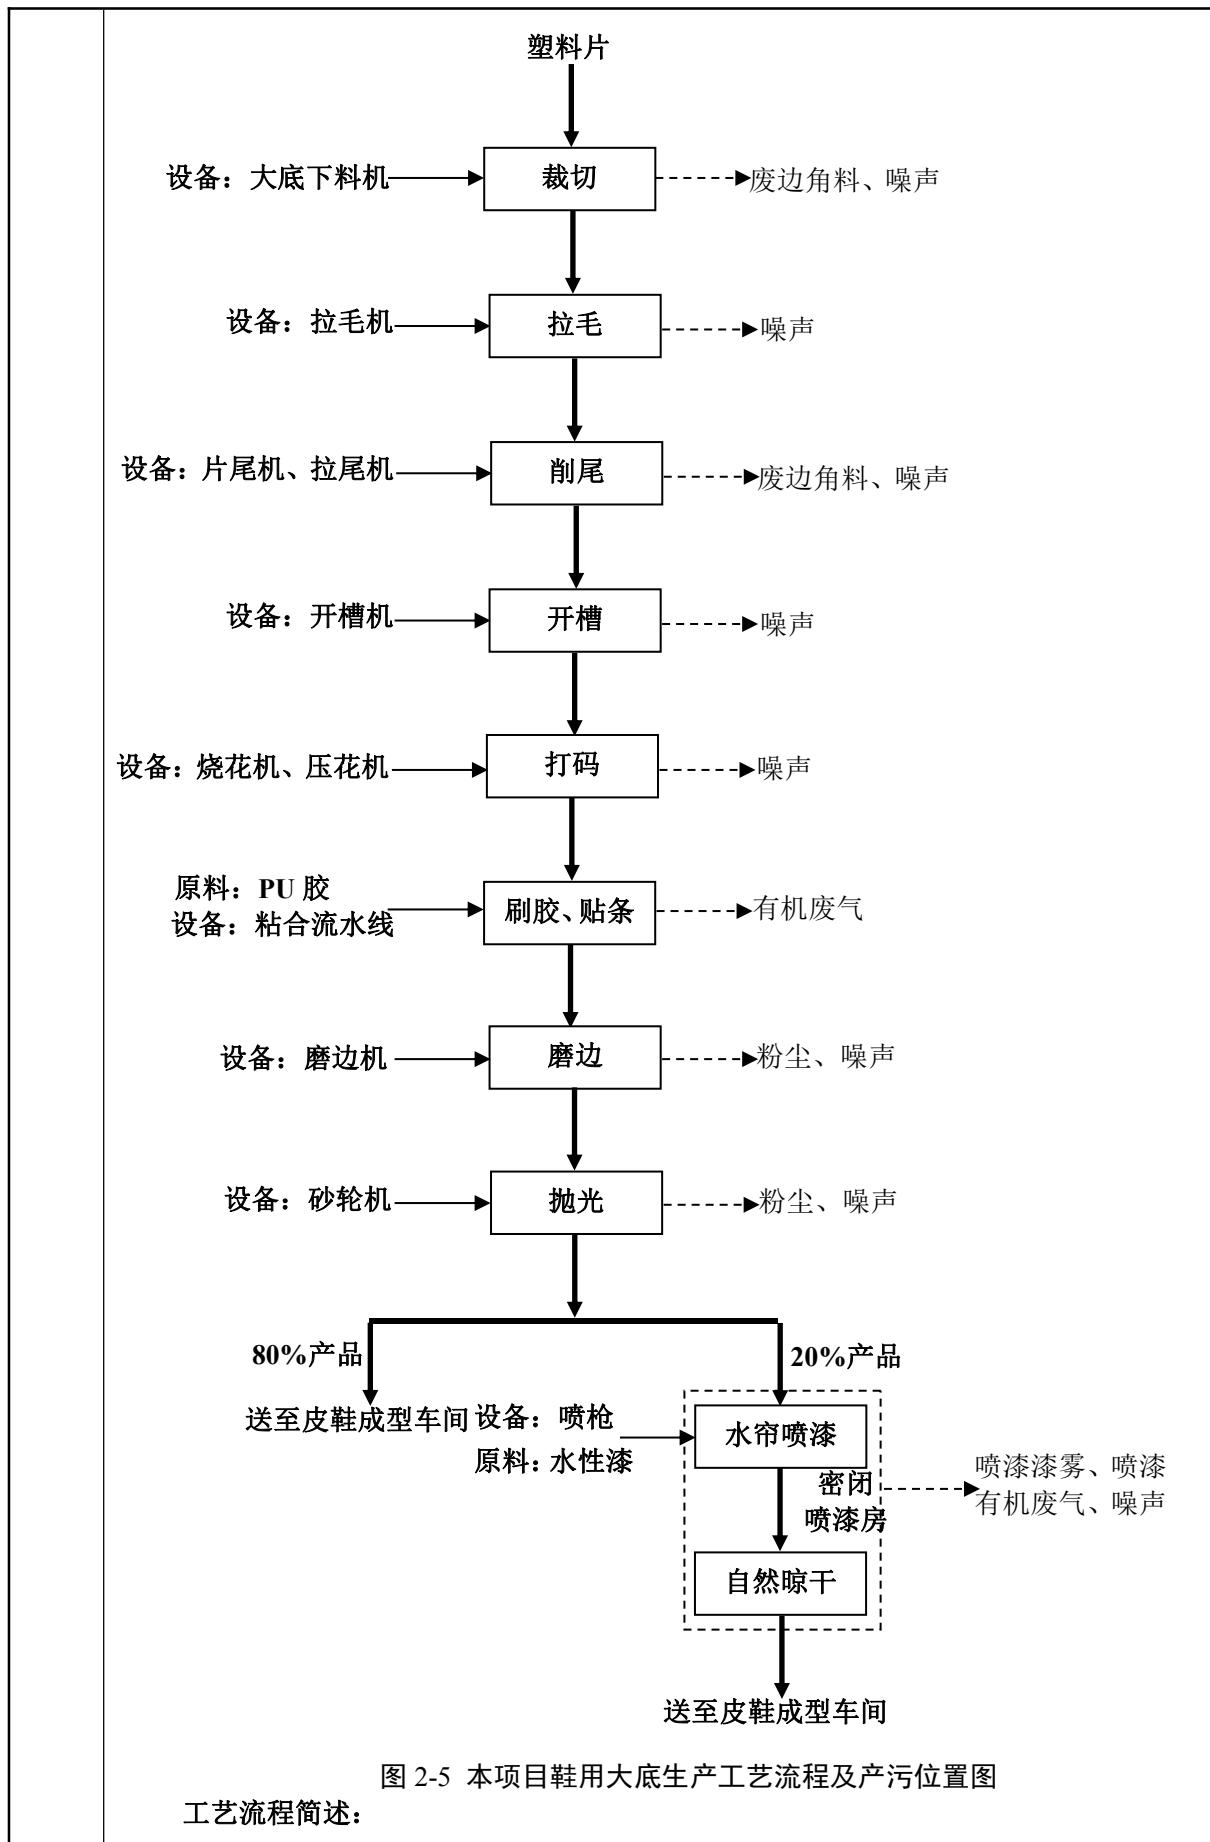 塑料片
设备：大底下料机
裁切
废边角料、噪声
设备：拉毛机
拉毛
噪声
设备：片尾机、拉尾机
削尾
废边角料、噪声
设备：开槽机
开槽
噪声
设备：烧花机、压花机
打码
噪声
原料：PU 胶
设备：粘合流水线
刷胶、贴条
有机废气
设备：磨边机
磨边
粉尘、噪声
设备：砂轮机
抛光
粉尘、噪声
80%产品
20%产品
送至皮鞋成型车间
设备：喷枪
原料：水性漆
水帘喷漆
密闭
喷漆房
喷漆漆雾、喷漆
有机废气、噪声
自然晾干
送至皮鞋成型车间
图 2-5 本项目鞋用大底生产工艺流程及产污位置图
工艺流程简述：